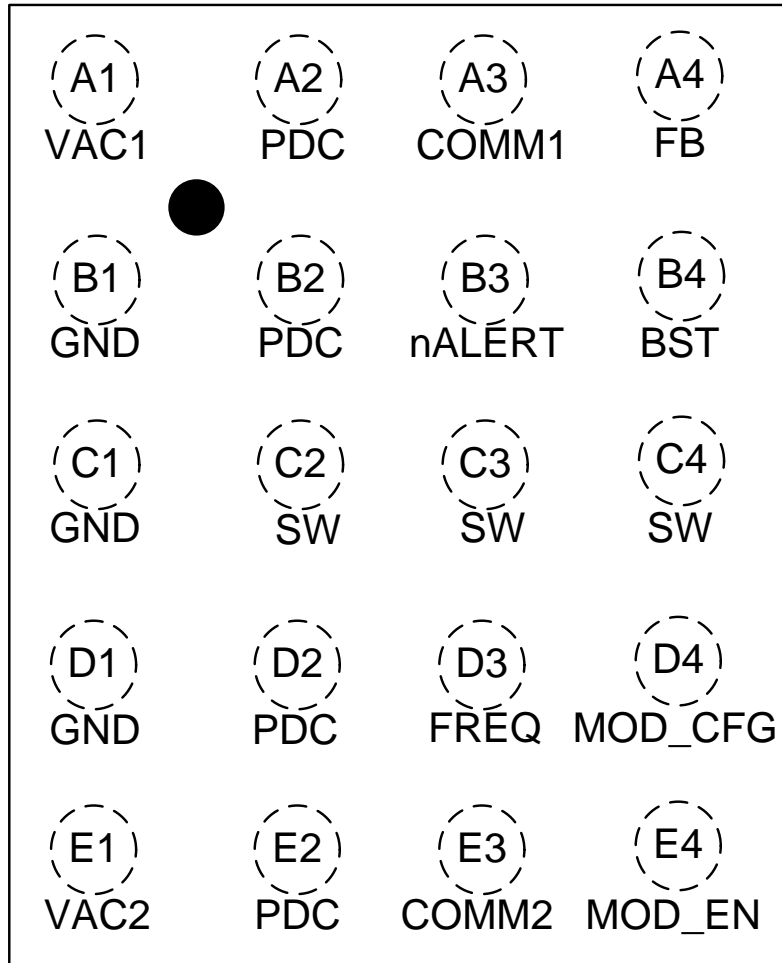 A1 A2 A3 A4
VAC1 PDC COMM1 FB
B1 B2 B3 B4
GND PDC nALERT BST
C1 C2 C3 C4
GND SW SW SW
D1 D2 D3 D4
GND PDC FREQ MOD_CFG
E1 E2 E3 E4
VAC2 PDC COMM2 MOD_EN